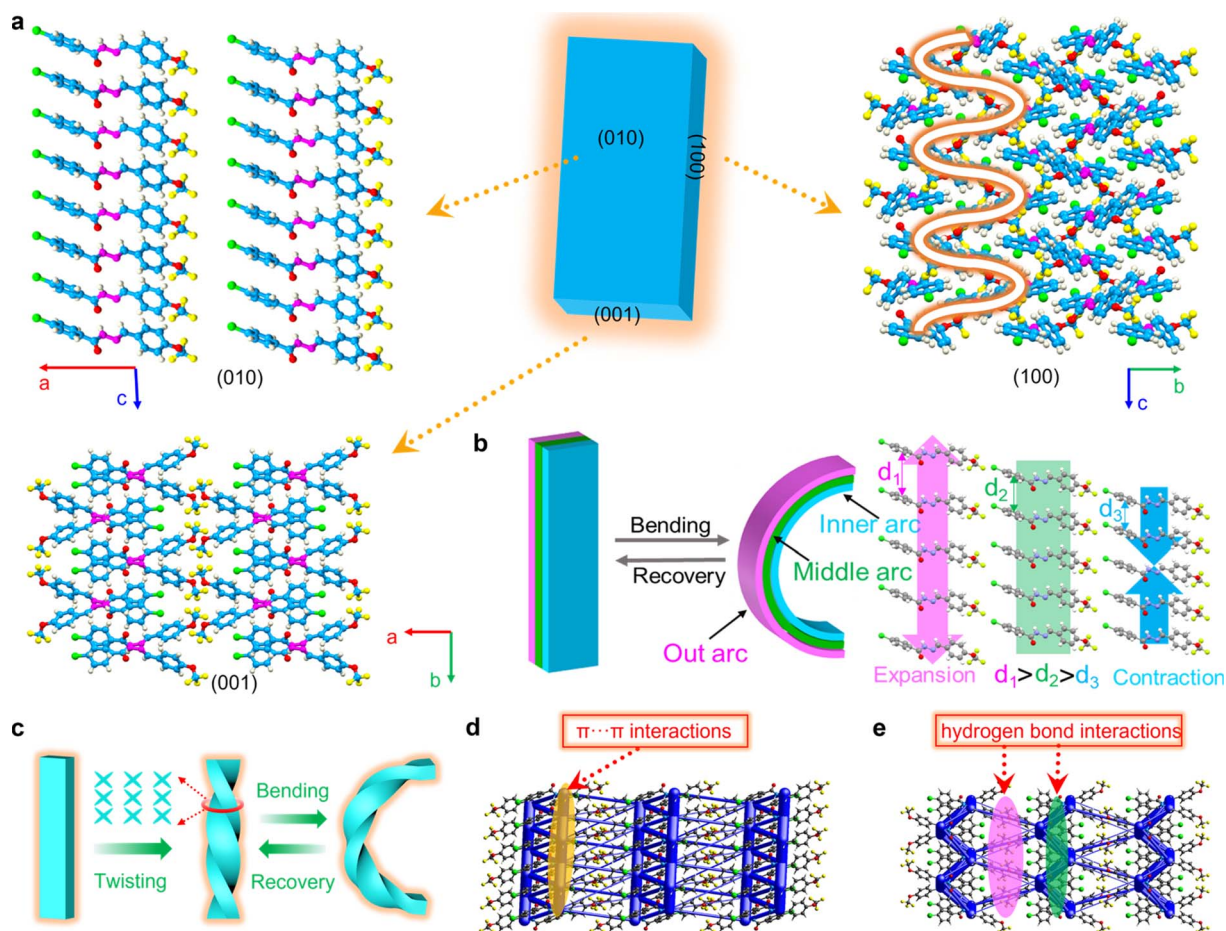 a
(010)
(100)
(001)
a
c
(010)
b
c
(100)
a
b
(001)
b
Bending
Recovery
Inner arc
Middle arc
Out arc
d1
d2
d3
Expansion
d1>d2>d3
Contraction
c
Twisting
Bending
Recovery
d
π···π interactions
e
hydrogen bond interactions